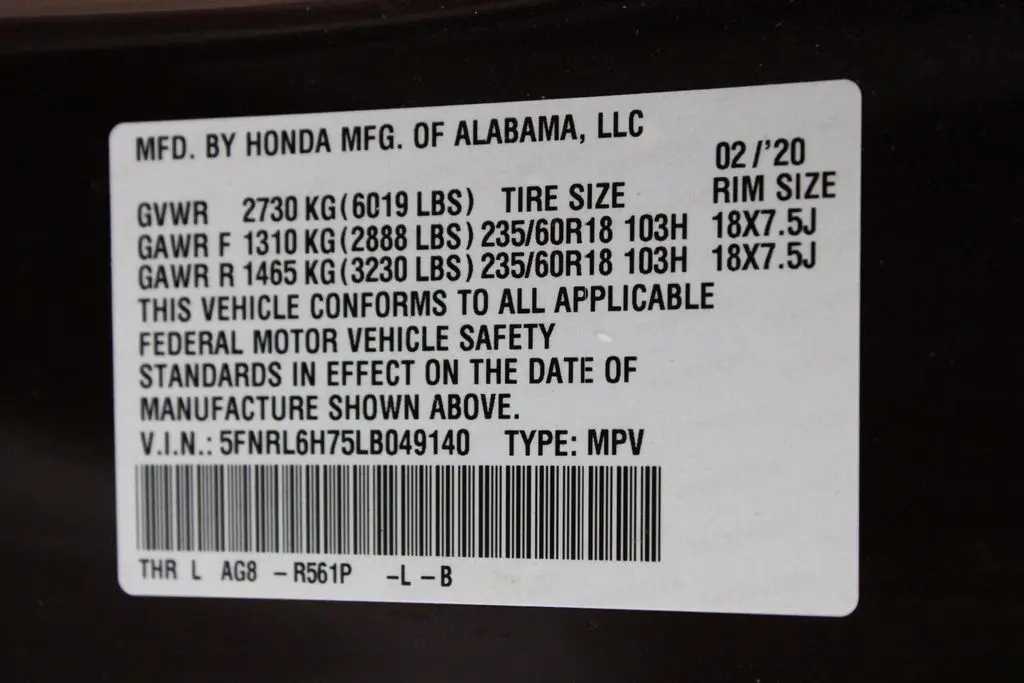 MFD. BY HONDA MFG. OF ALABAMA, LLC
02/'20
GVWR 2730 KG(6019 LBS) TIRE SIZE RIM SIZE
GAWR F 1310 KG(2888 LBS) 235/60R18 103H 18X7.5J
GAWR R 1465 KG(3230 LBS) 235/60R18 103H 18X7.5J
THIS VEHICLE CONFORMS TO ALL APPLICABLE
FEDERAL MOTOR VEHICLE SAFETY
STANDARDS IN EFFECT ON THE DATE OF
MANUFACTURE SHOWN ABOVE.
V.I.N.: 5FNRL6H75LB049140 TYPE: MPV
THR L AG8 -R561P -L -B